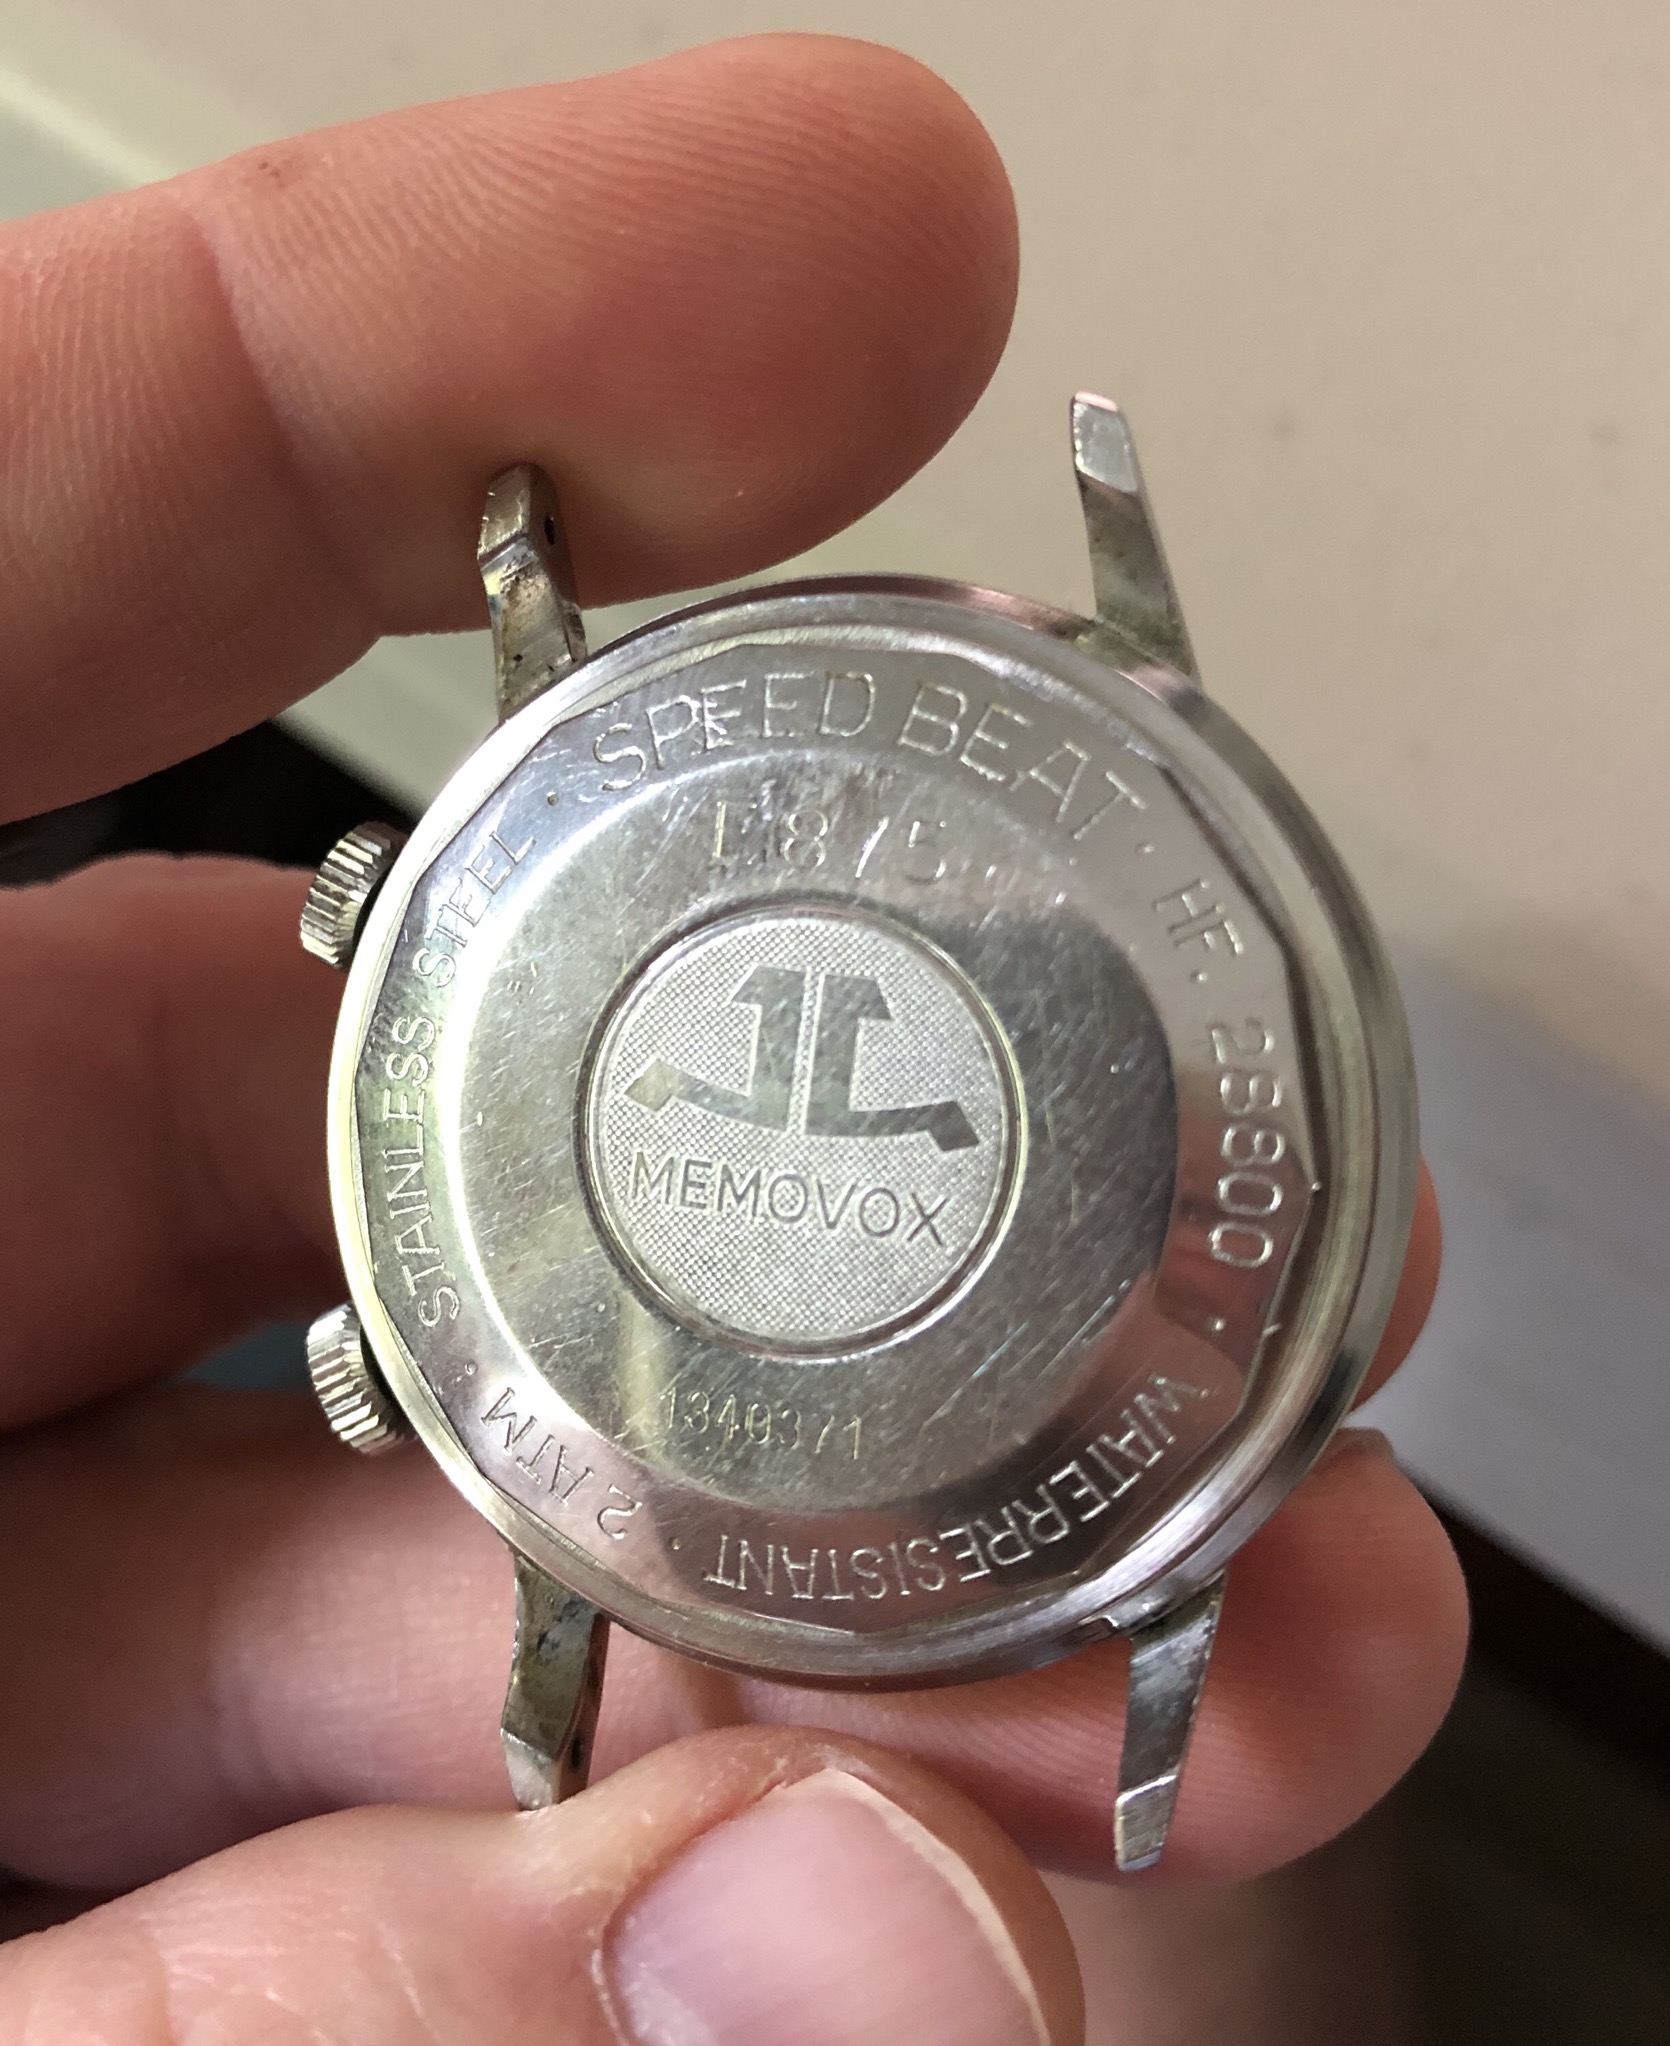 · SPEED BEAT · HF. 28800 · WATERRESISTANT · 2 ATM · STAINLESS STEEL
MEMOVOX
1340371